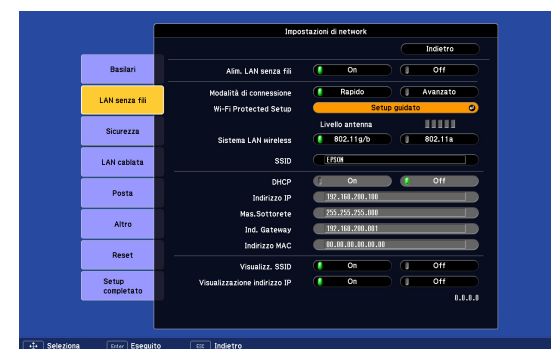 Impostazioni di network
Indietro
Basilari
LAN senza fili
Sicurezza
LAN cablata
Posta
Altro
Reset
Setup
completato
Alim. LAN senza fili On Off
Modalità di connessione Rapido Avanzato
Wi-Fi Protected Setup Setup guidato
Livello antenna
Sistema LAN wireless 802.11g/b 802.11a
SSID EPSON
DHCP On Off
Indirizzo IP 192.168.200.100
Mas.Sottorete 255.255.255.000
Ind. Gateway 192.168.200.001
Indirizzo MAC 00.00.00.00.00.00
Visualizz. SSID On Off
Visualizzazione indirizzo IP On Off
0.0.0.0
Seleziona Enter Eseguito ESC Indietro